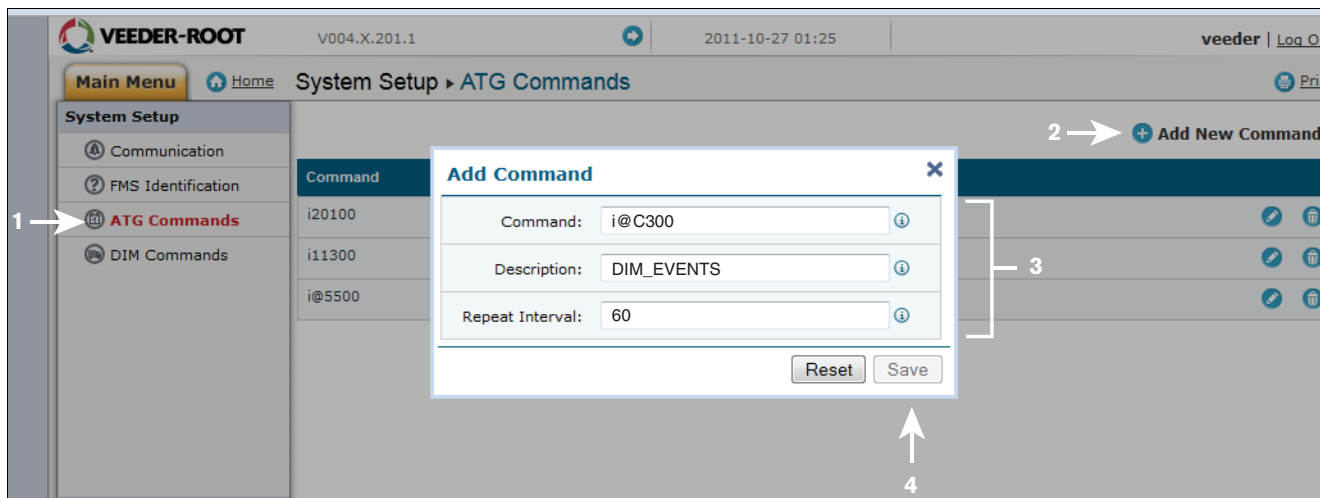 VEEDER-ROOT V004.X.201.1 2011-10-27 01:25 veeder | Log O
Main Menu Home System Setup ▸ ATG Commands Pri
System Setup
2 Add New Command
Communication
Command
FMS Identification
1 ATG Commands
DIM Commands
i20100
i11300
i@5500
Add Command
Command: i@C300
Description: DIM_EVENTS
Repeat Interval: 60
3
Reset Save
4